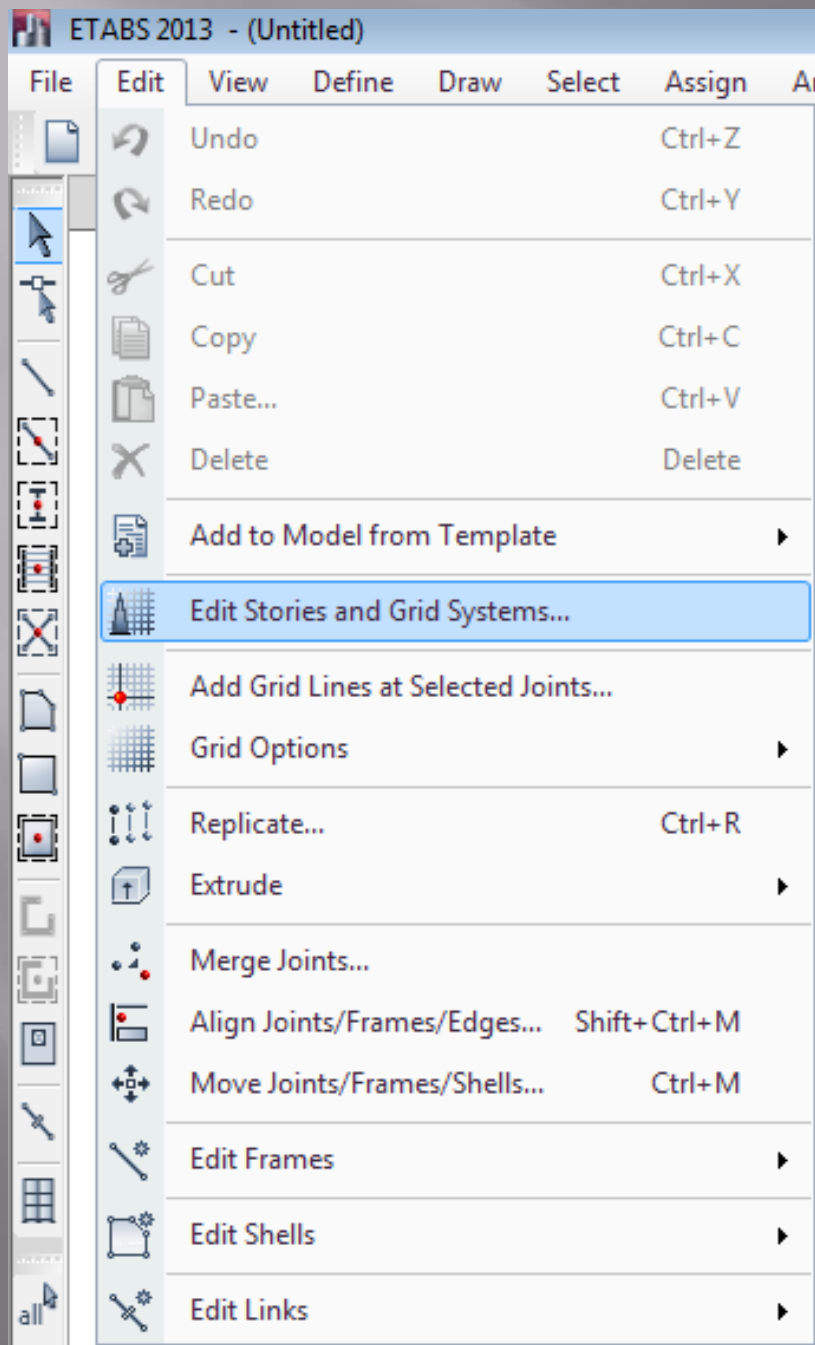 ETABS 2013 - (Untitled)
File Edit View Define Draw Select Assign
Undo Ctrl+Z
Redo Ctrl+Y
Cut Ctrl+X
Copy Ctrl+C
Paste... Ctrl+V
Delete Delete
Add to Model from Template
Edit Stories and Grid Systems...
Add Grid Lines at Selected Joints...
Grid Options
Replicate... Ctrl+R
Extrude
Merge Joints...
Align Joints/Frames/Edges... Shift+Ctrl+M
Move Joints/Frames/Shells... Ctrl+M
Edit Frames
Edit Shells
all
Edit Links